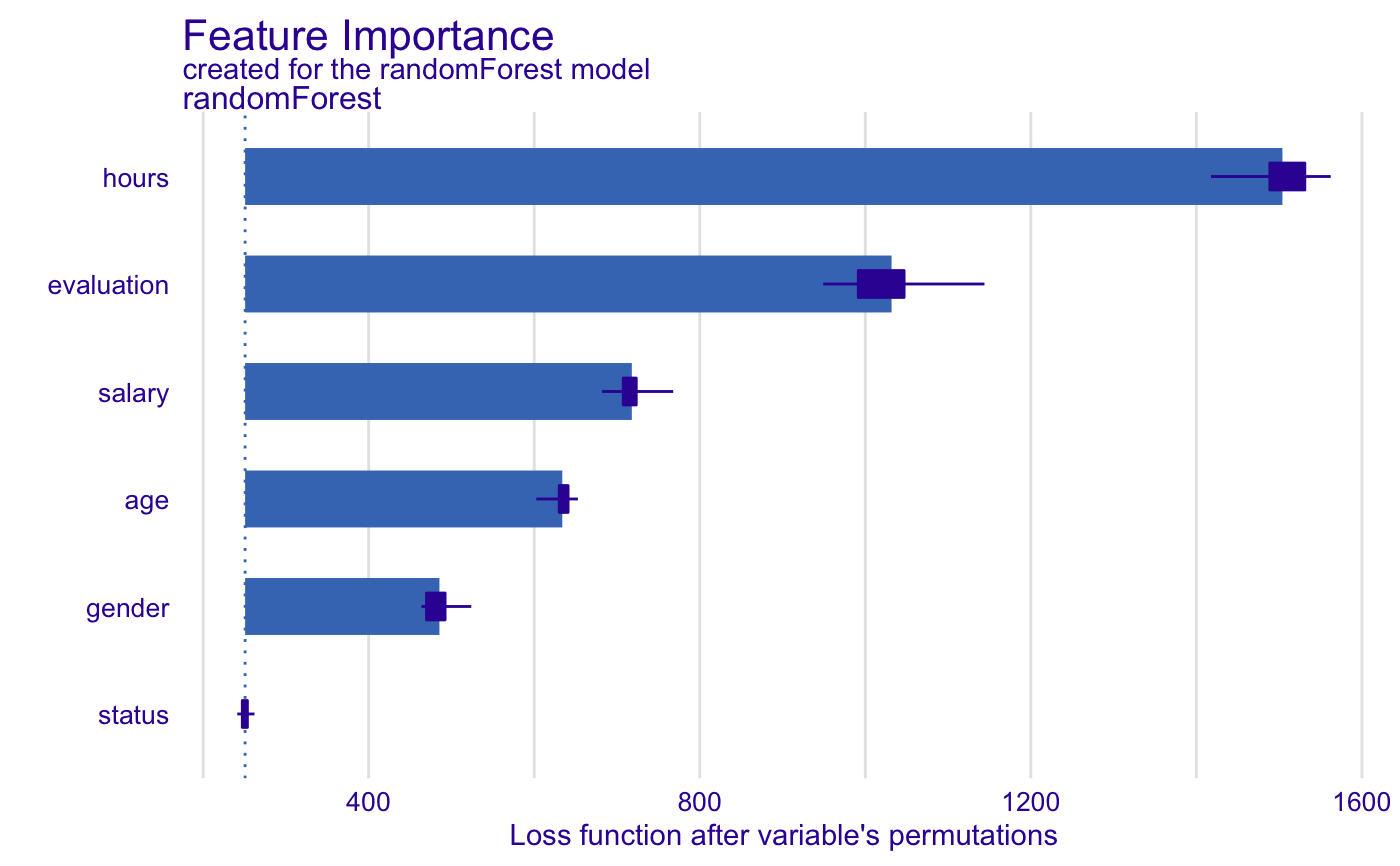 Feature Importance
created for the randomForest model
randomForest
hours
evaluation
salary
age
gender
status
400 800 1200 1600
Loss function after variable's permutations